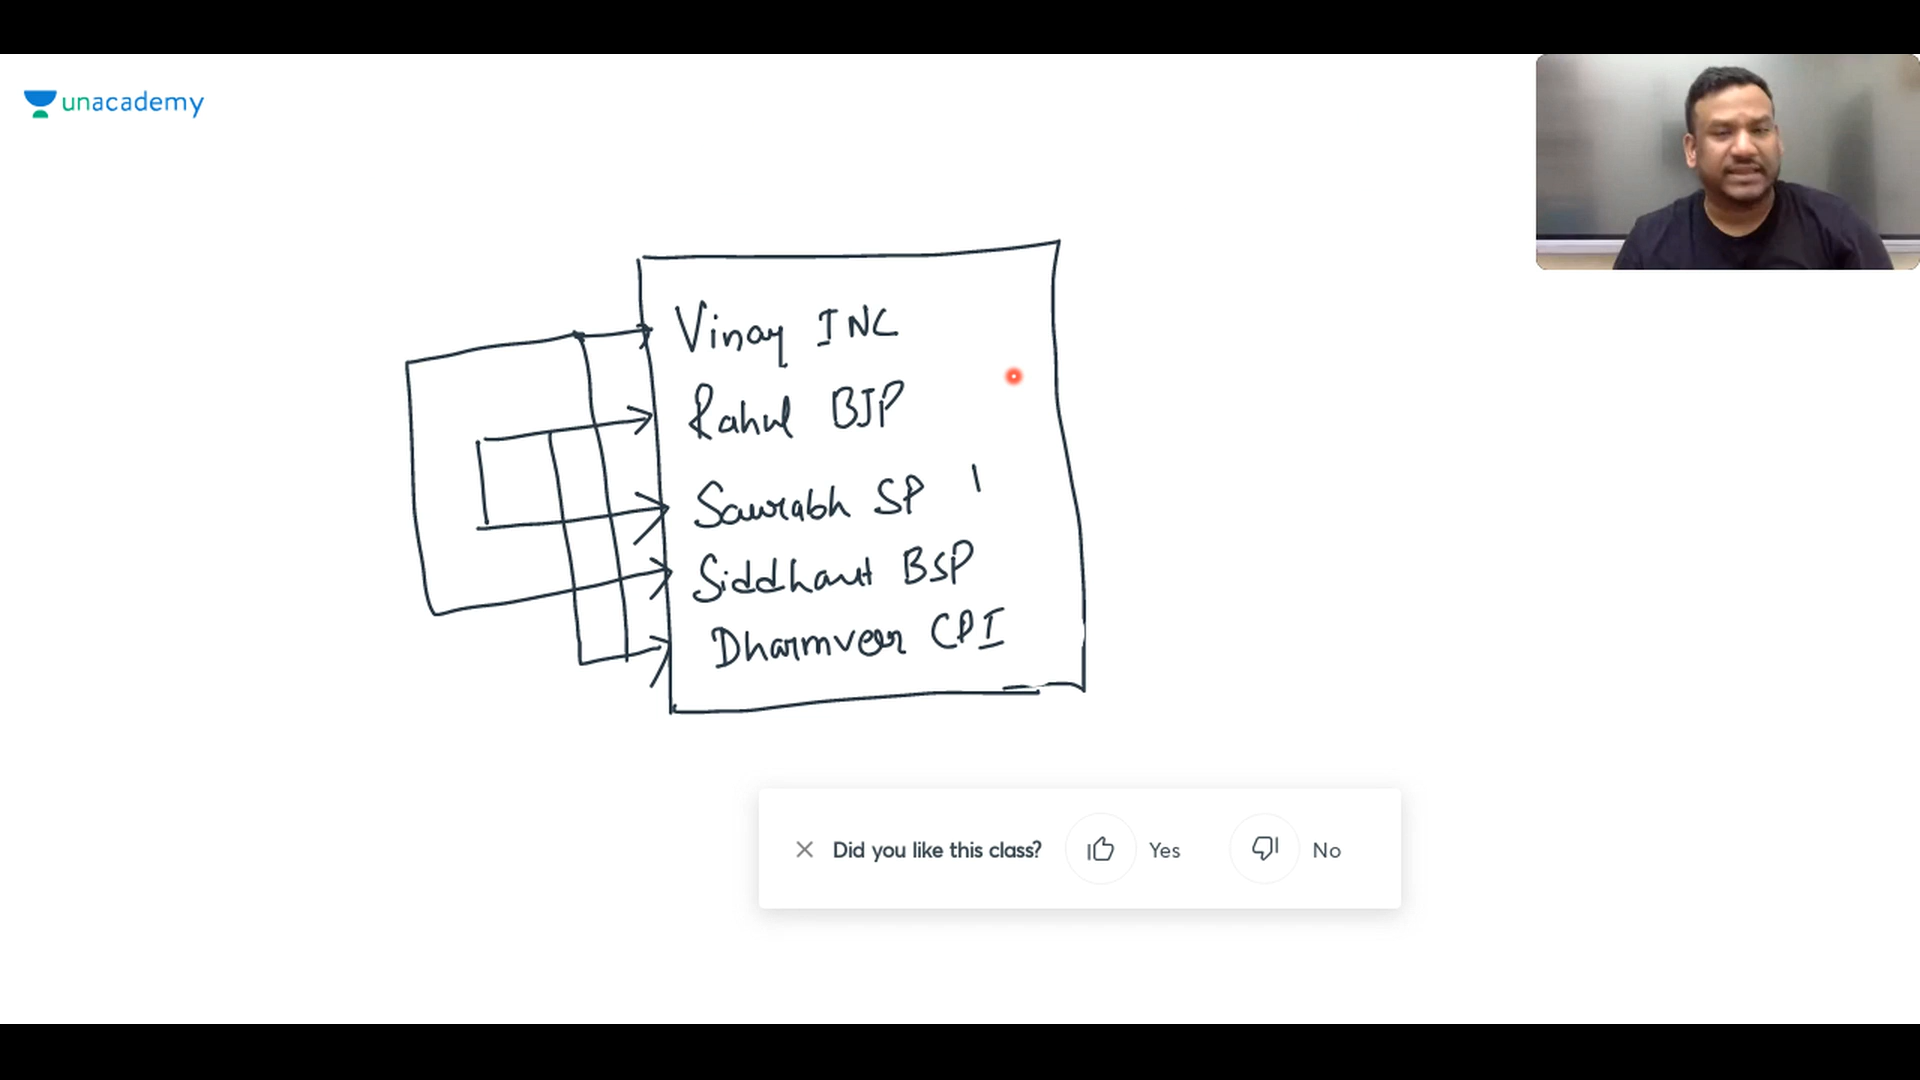 unacademy
Vinay INC
Rahul BJP
Saurabh SP I
Siddhant BSP
Dharmveer CPI
Did you like this class? Yes No